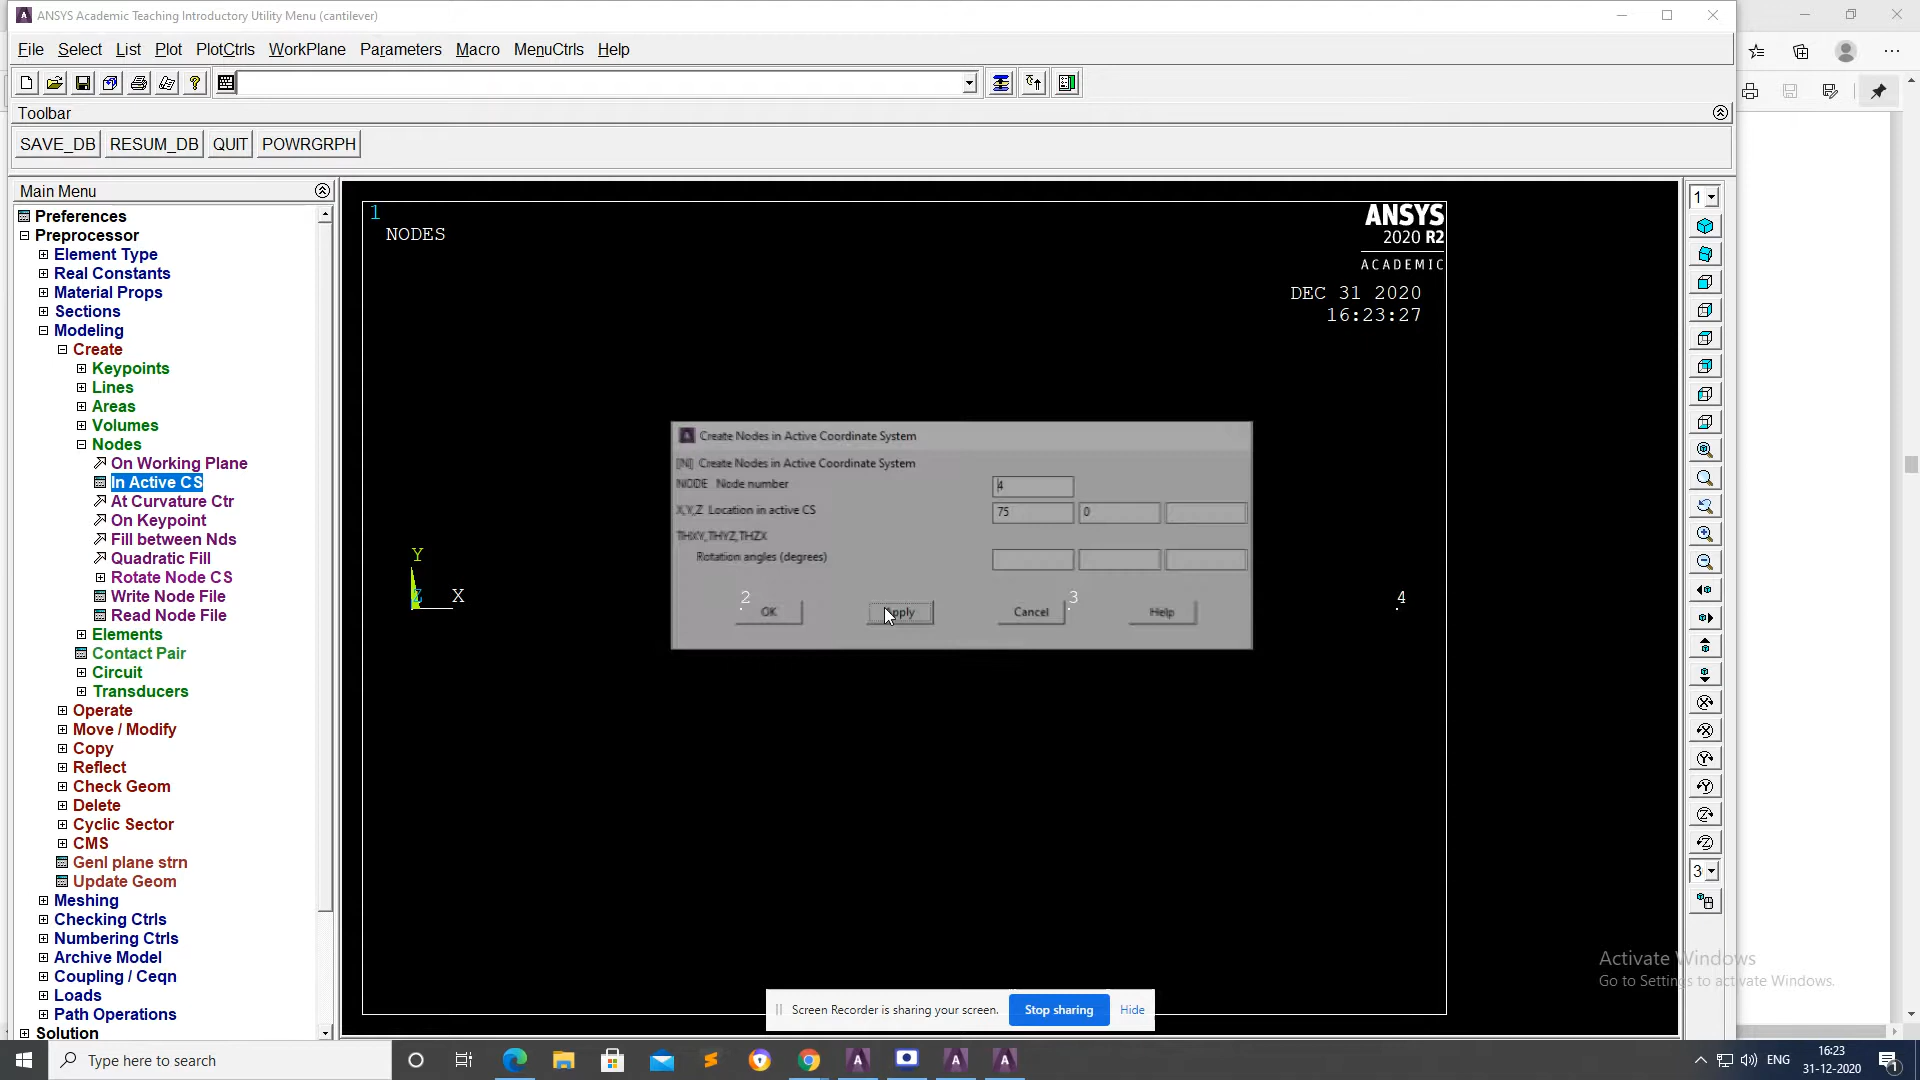 ANSYS Academic Teaching Introductory Utility Menu (cantilever)
File Select List Plot PlotCtrls WorkPlane Parameters Macro MenuCtrls Help
Toolbar
SAVE_DB RESUM_DB QUIT POWRGRPH
Main Menu
Preferences
Preprocessor
Element Type
Real Constants
Material Props
Sections
Modeling
Create
Keypoints
Lines
Areas
Volumes
Nodes
On Working Plane
In Active CS
At Curvature Ctr
On Keypoint
Fill between Nds
Quadratic Fill
Rotate Node CS
Write Node File
Read Node File
Elements
Contact Pair
Circuit
Transducers
Operate
Move / Modify
Copy
Reflect
Check Geom
Delete
Cyclic Sector
CMS
Genl plane strn
Update Geom
Meshing
Checking Ctrls
Numbering Ctrls
Archive Model
Coupling / Ceqn
Loads
Path Operations
Solution
1
NODES
ANSYS
2020 R2
ACADEMIC
DEC 31 2020
16:23:27
Create Nodes in Active Coordinate System
[N] Create Nodes in Active Coordinate System
NODE Node number 4
X,Y,Z Location in active CS 75 0
THXY,THYZ,THZX
Rotation angles (degrees)
OK Apply Cancel Help
Y
Z X
2 3 4
1
3
Activate Windows
Go to Settings to activate Windows.
Screen Recorder is sharing your screen. Stop sharing Hide
Type here to search
ENG
16:23
31-12-2020
1